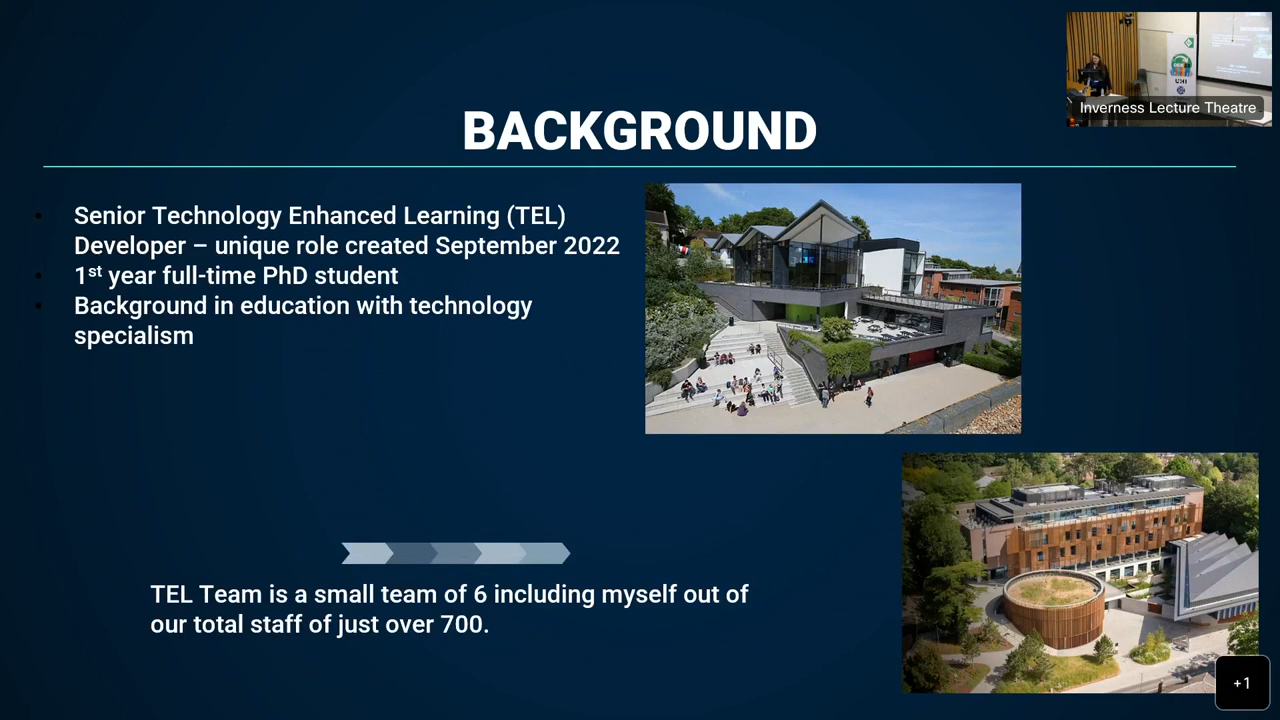 BACKGROUND
Inverness Lecture Theatre
UHI
Senior Technology Enhanced Learning (TEL)
Developer – unique role created September 2022
1st year full-time PhD student
Background in education with technology
specialism
TEL Team is a small team of 6 including myself out of
our total staff of just over 700.
+1